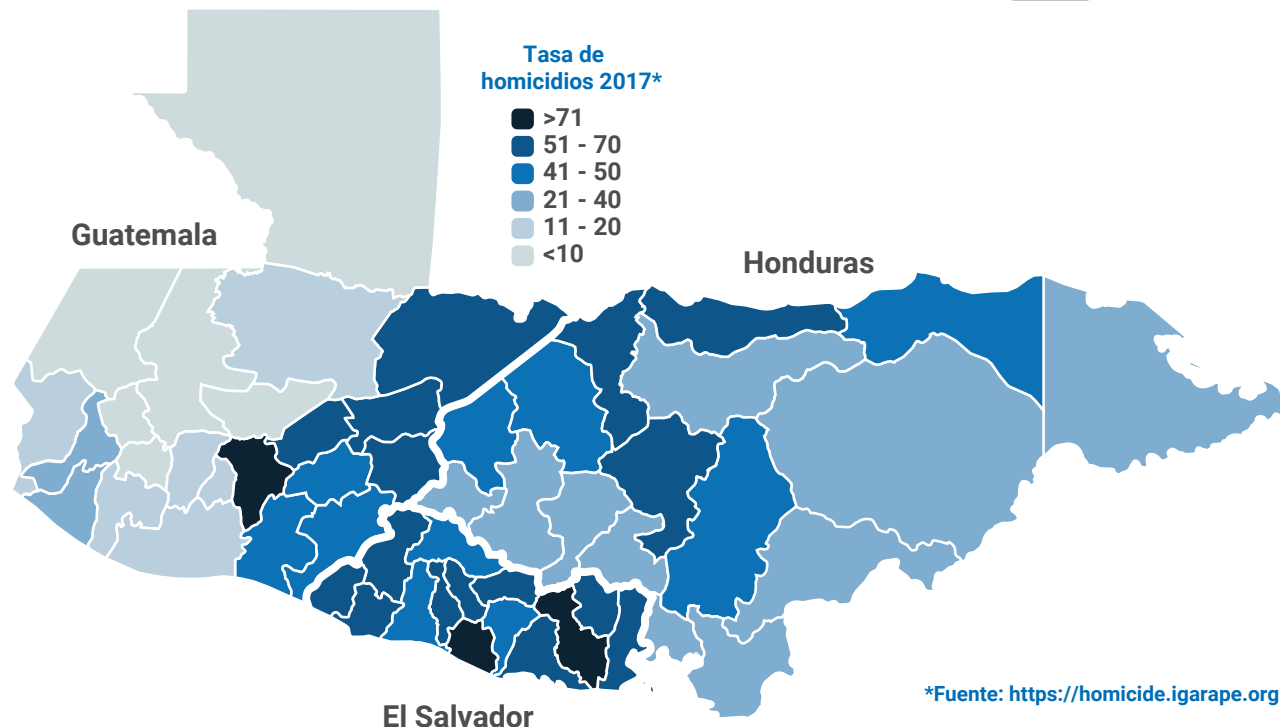 Tasa de
homicidios 2017*
>71
51 - 70
41 - 50
21 - 40
11 - 20
<10
Guatemala
Honduras
El Salvador
*Fuente: https://homicide.igarape.org